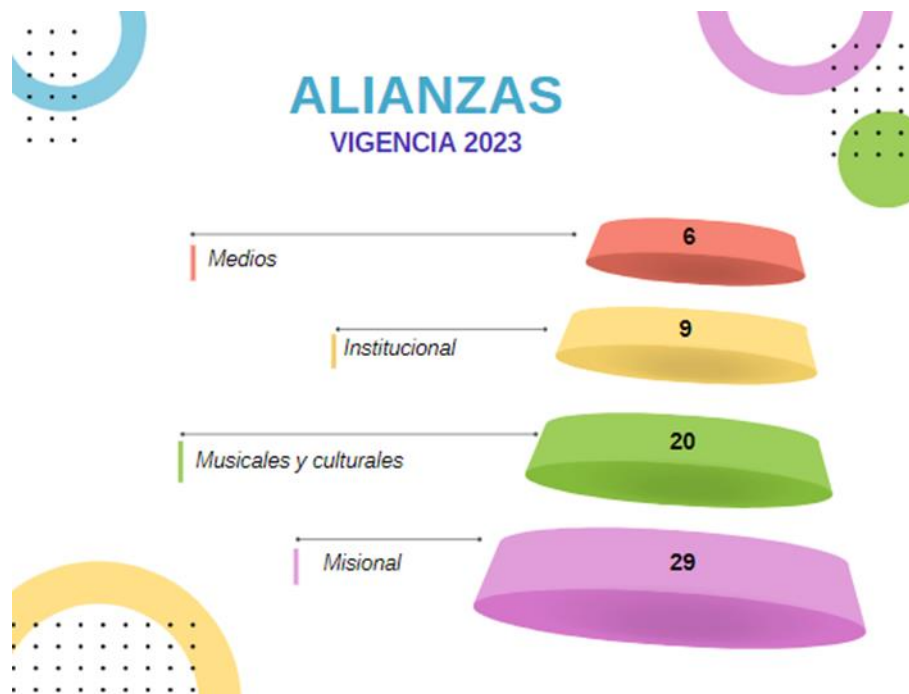 ALIANZAS
VIGENCIA 2023
6
Medios
9
Institucional
20
Musicales y culturales
29
Misional